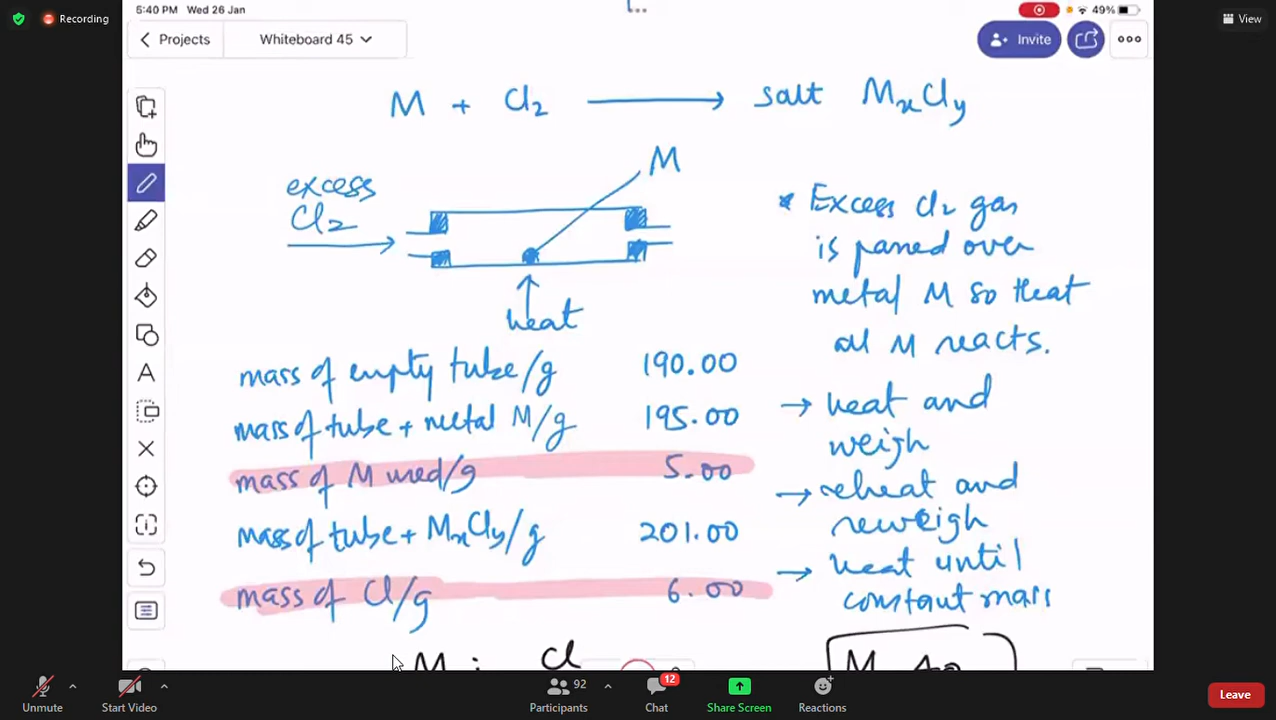 Recording
View
5:40 PM Wed 26 Jan
49%
Projects
Whiteboard 45
Invite
M + Cl₂ → salt MₓClᵧ
excess
Cl₂
M
heat
* Excess Cl₂ gas
is passed over
metal M so that
all M reacts.
→ heat and
weigh
→ reheat and
reweigh
→ heat until
constant mass
mass of empty tube/g 190.00
mass of tube + metal M/g 195.00
mass of M used/g 5.00
mass of tube + MₓClᵧ/g 201.00
mass of Cl/g 6.00
M : Cl
Unmute
Start Video
92
Participants
12
Chat
Share Screen
Reactions
Leave